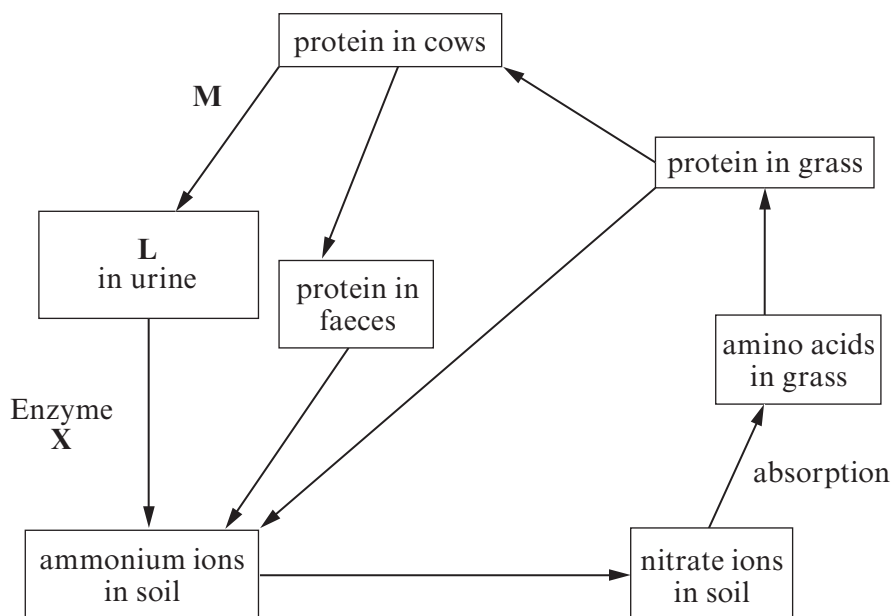 protein in cows
M
protein in grass
L
in urine
protein in
faeces
amino acids
in grass
Enzyme
X
absorption
ammonium ions
in soil
nitrate ions
in soil